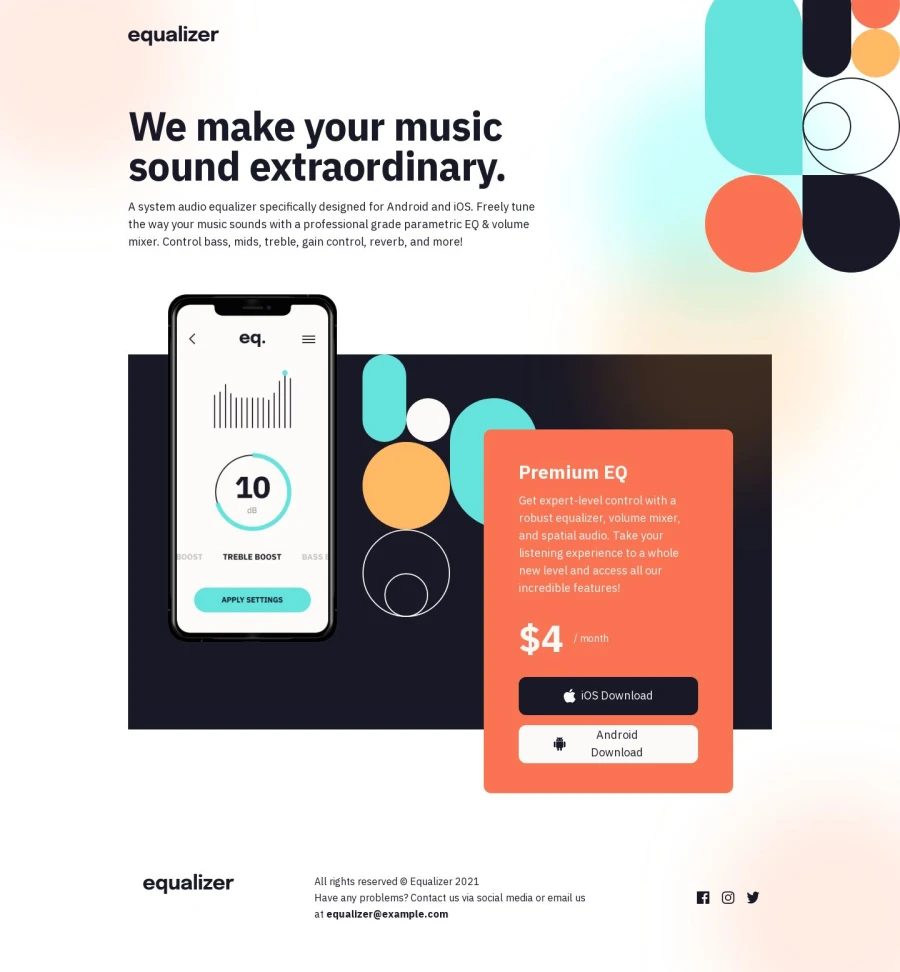 equalizer
We make your music
sound extraordinary.
A system audio equalizer specifically designed for Android and iOS. Freely tune
the way your music sounds with a professional grade parametric EQ & volume
mixer. Control bass, mids, treble, gain control, reverb, and more!
eq.
10
dB
BOOST TREBLE BOOST BASS
APPLY SETTINGS
Premium EQ
Get expert-level control with a
robust equalizer, volume mixer,
and spatial audio. Take your
listening experience to a whole
new level and access all our
incredible features!
$4 / month
iOS Download
Android
Download
equalizer
All rights reserved © Equalizer 2021
Have any problems? Contact us via social media or email us
at equalizer@example.com